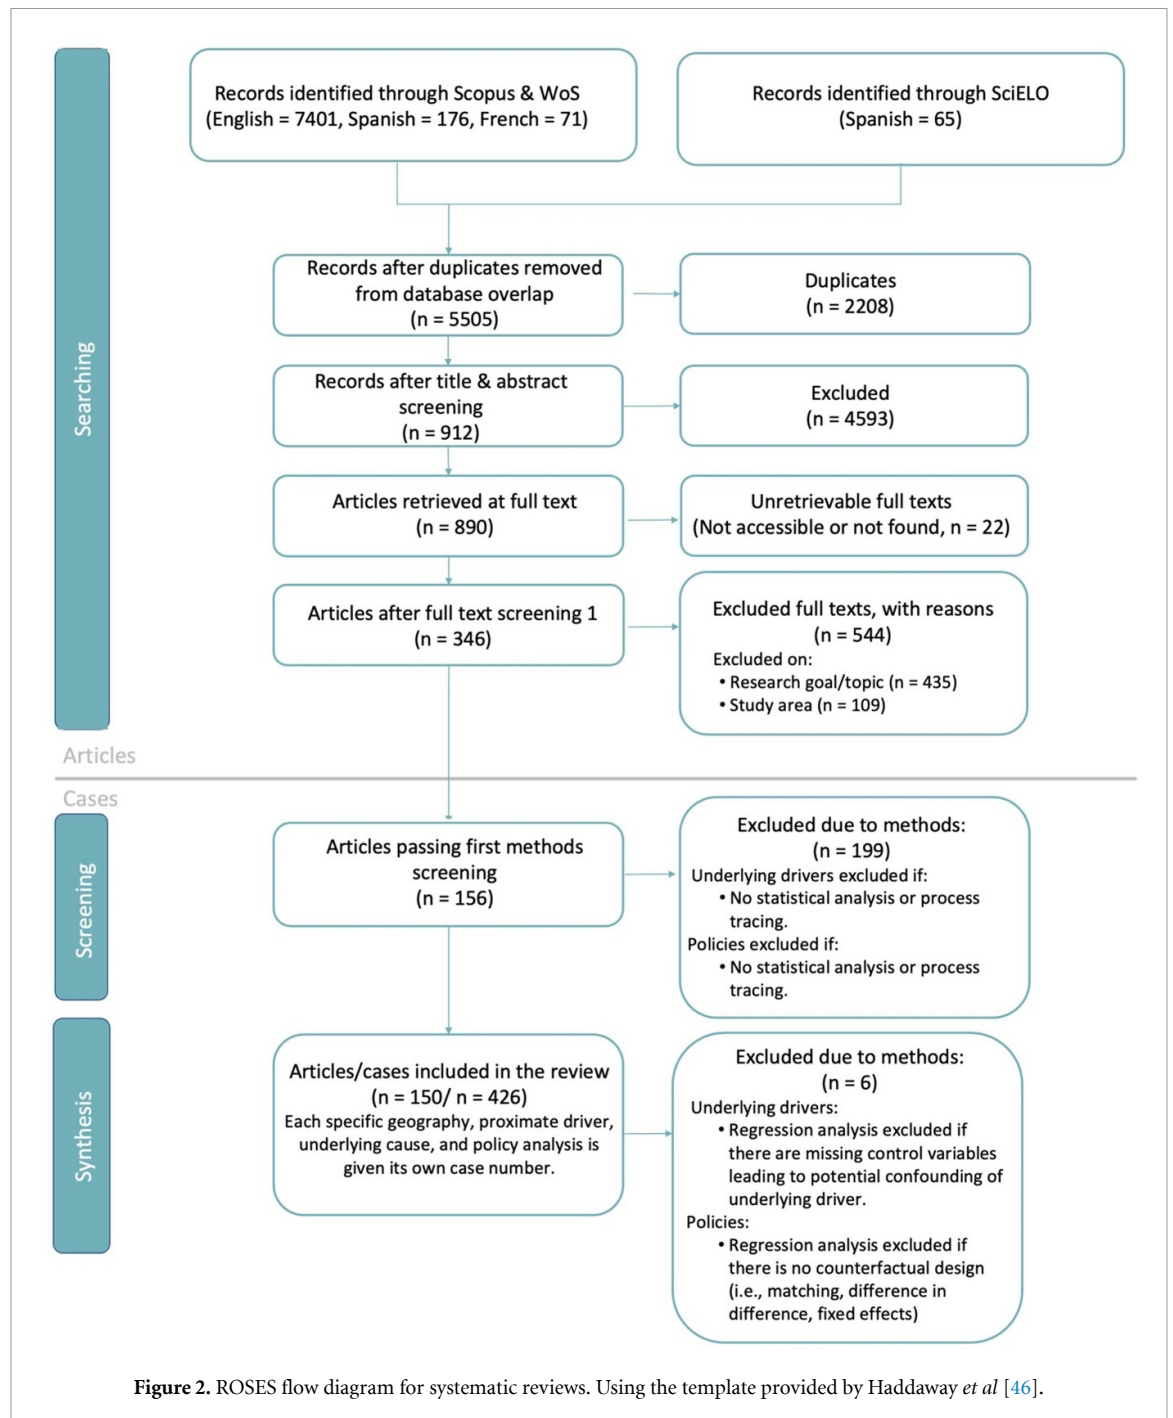 Searching
Records identified through Scopus & WoS
(English = 7401, Spanish = 176, French = 71)
Records identified through SciELO
(Spanish = 65)
Records after duplicates removed
from database overlap
(n = 5505)
Duplicates
(n = 2208)
Records after title & abstract
screening
(n = 912)
Excluded
(n = 4593)
Articles retrieved at full text
(n = 890)
Unretrievable full texts
(Not accessible or not found, n = 22)
Articles after full text screening 1
(n = 346)
Excluded full texts, with reasons
(n = 544)
Excluded on:
• Research goal/topic (n = 435)
• Study area (n = 109)
Articles
Cases
Screening
Articles passing first methods
screening
(n = 156)
Excluded due to methods:
(n = 199)
Underlying drivers excluded if:
• No statistical analysis or process
tracing.
Policies excluded if:
• No statistical analysis or process
tracing.
Synthesis
Articles/cases included in the review
(n = 150/ n = 426)
Each specific geography, proximate driver,
underlying cause, and policy analysis is
given its own case number.
Excluded due to methods:
(n = 6)
Underlying drivers:
• Regression analysis excluded if
there are missing control variables
leading to potential confounding of
underlying driver.
Policies:
• Regression analysis excluded if
there is no counterfactual design
(i.e., matching, difference in
difference, fixed effects)
Figure 2. ROSES flow diagram for systematic reviews. Using the template provided by Haddaway et al [46].